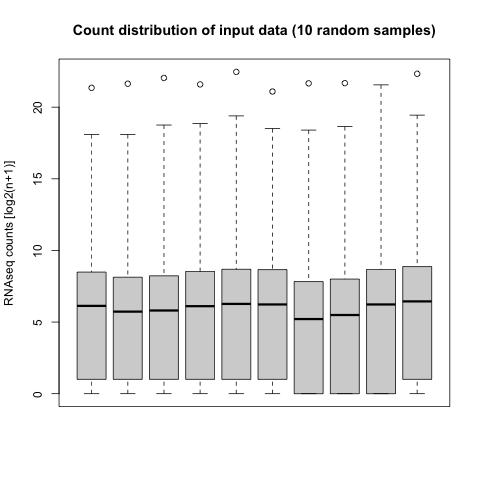 Count distribution of input data (10 random samples)
RNAseq counts [log2(n+1)]
20
15
10
5
0